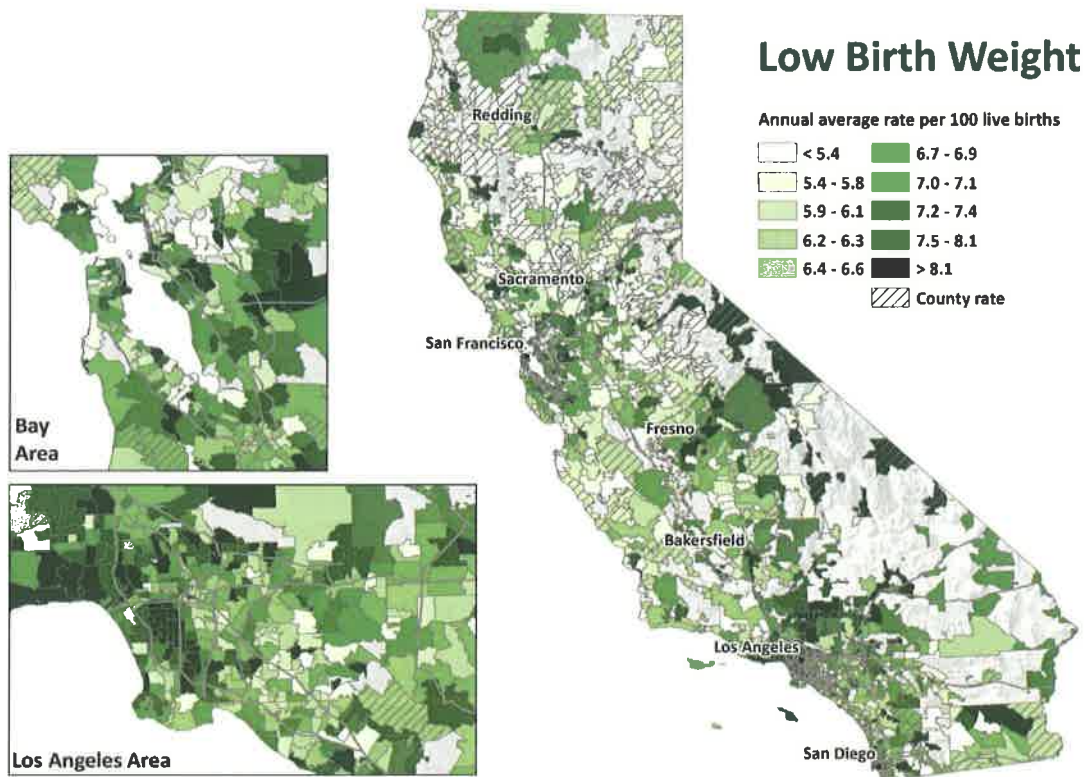 Low Birth Weight
Annual average rate per 100 live births
< 5.4
5.4 - 5.8
5.9 - 6.1
6.2 - 6.3
6.4 - 6.6
6.7 - 6.9
7.0 - 7.1
7.2 - 7.4
7.5 - 8.1
> 8.1
County rate
Redding
Sacramento
San Francisco
Fresno
Bakersfield
Los Angeles
San Diego
Bay
Area
Los Angeles Area